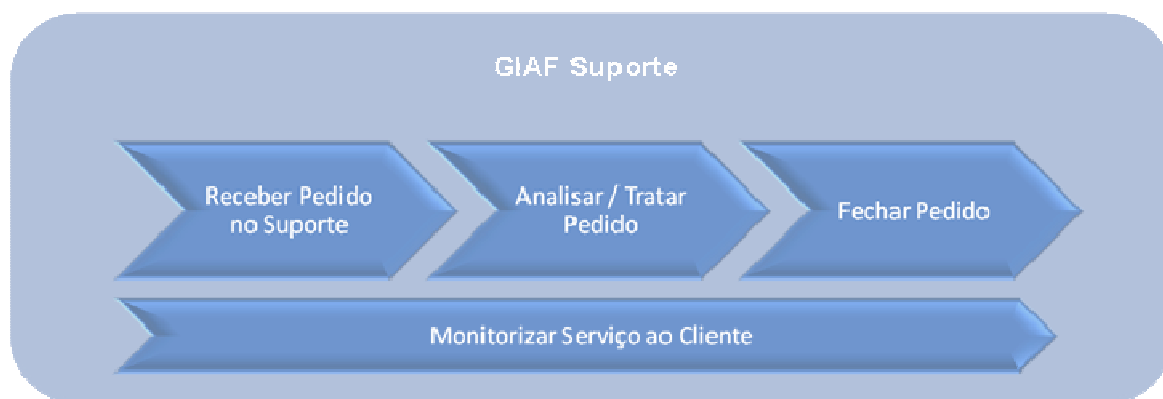 GIAF Suporte
Receber Pedido
no Suporte
Analisar / Tratar
Pedido
Fechar Pedido
Monitorizar Serviço ao Cliente